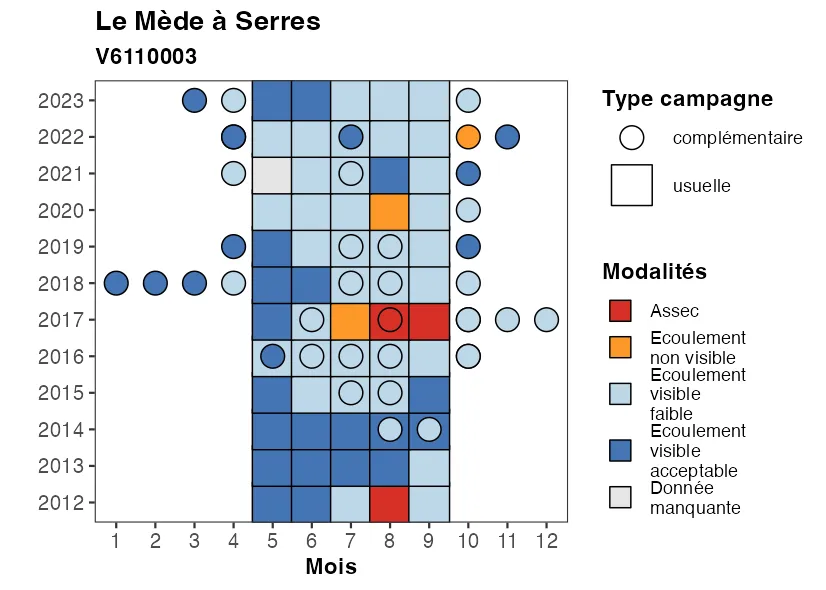 Le Mède à Serres
V6110003
2023
2022
2021
2020
2019
2018
2017
2016
2015
2014
2013
2012
1 2 3 4 5 6 7 8 9 10 11 12
Mois
Type campagne
complémentaire
usuelle
Modalités
Assec
Ecoulement
non visible
Ecoulement
visible
faible
Ecoulement
visible
acceptable
Donnée
manquante